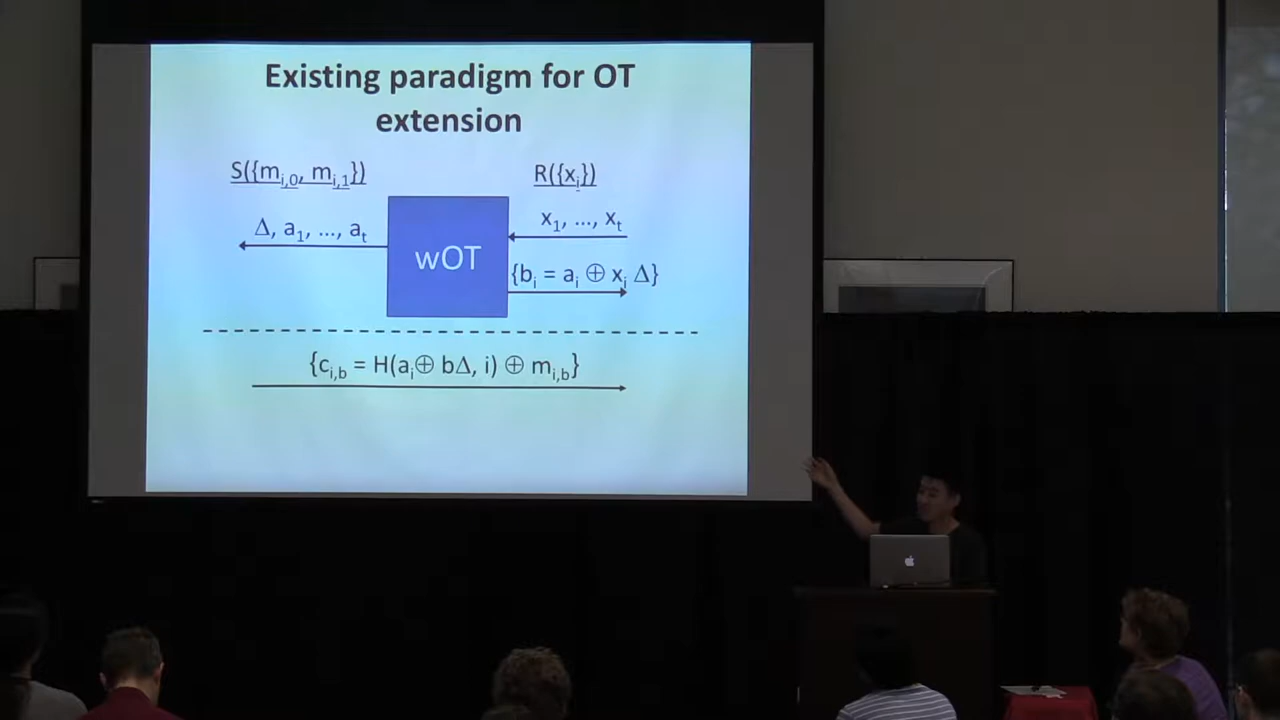 Existing paradigm for OT
extension
S({m_{i,0}, m_{i,1}})
R({x_i})
Δ, a_1, ..., a_t
x_1, ..., x_t
wOT
{b_i = a_i ⊕ x_i Δ}
{c_{i,b} = H(a_i ⊕ bΔ, i) ⊕ m_{i,b}}